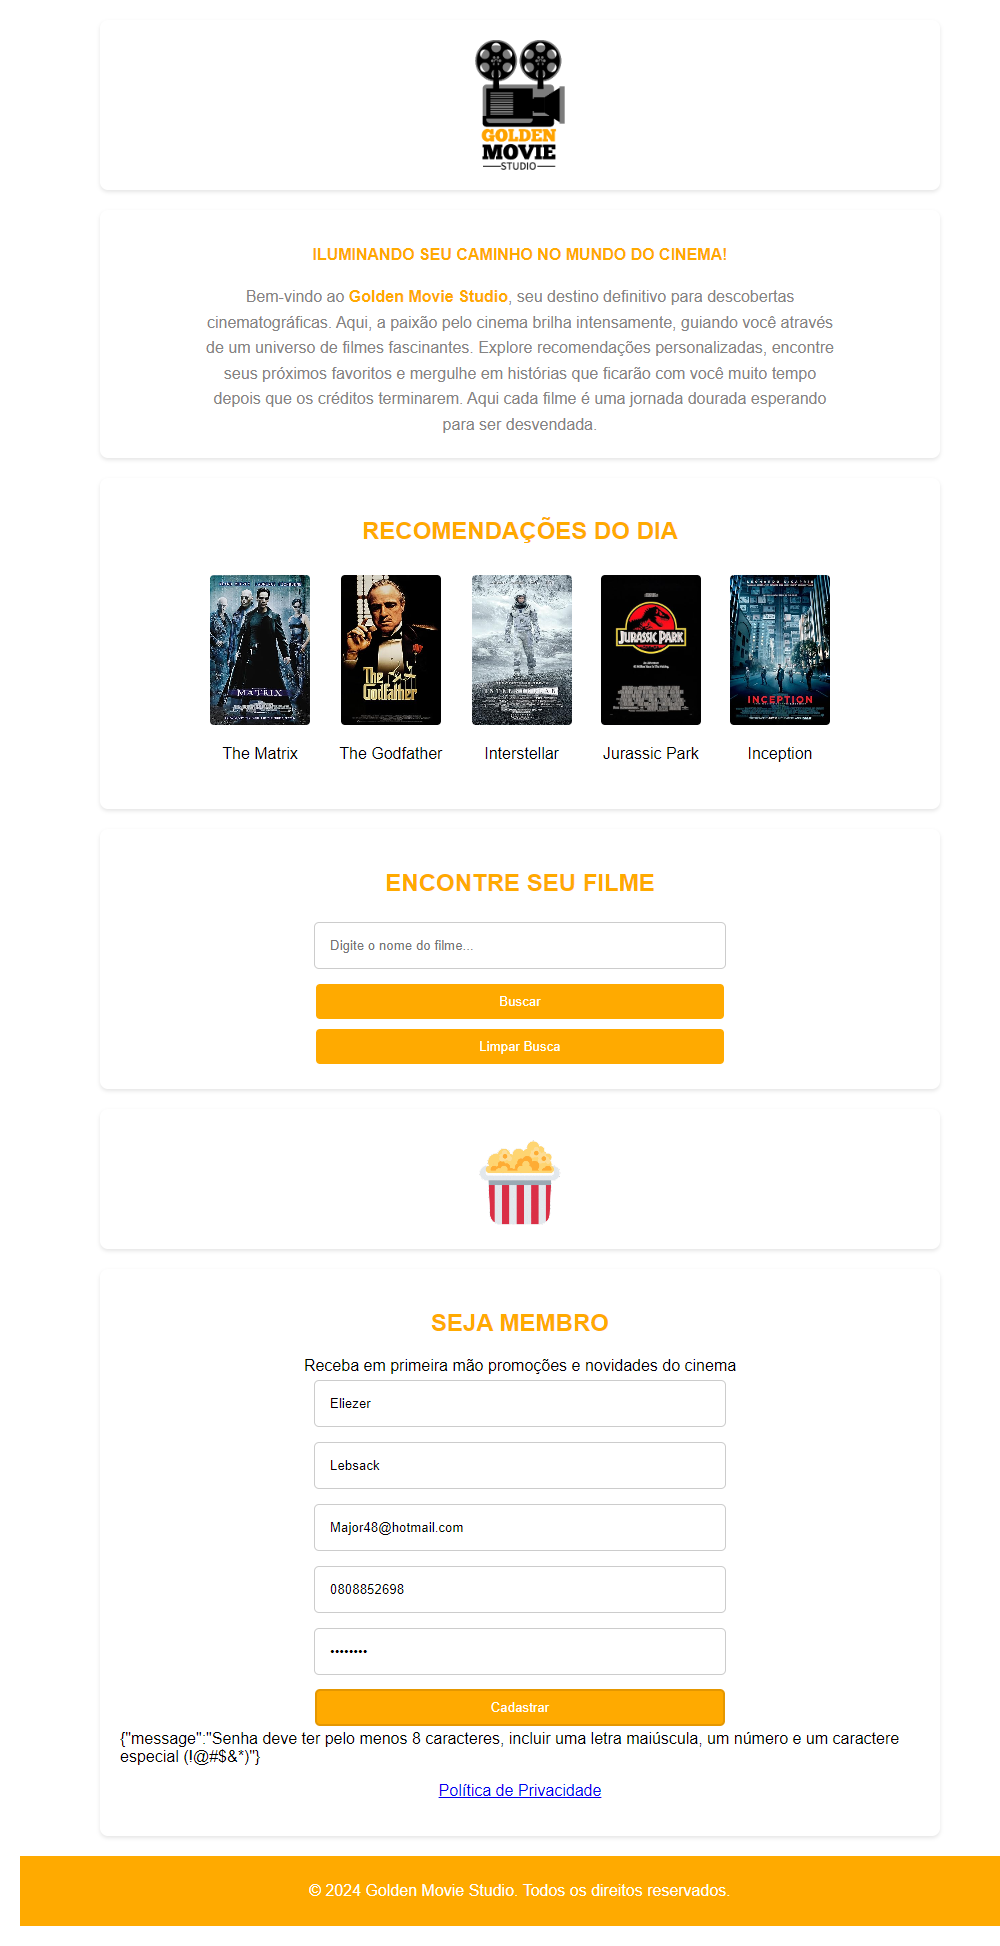 GOLDEN
MOVIE
STUDIO
ILUMINANDO SEU CAMINHO NO MUNDO DO CINEMA!
Bem-vindo ao Golden Movie Studio, seu destino definitivo para descobertas
cinematográficas. Aqui, a paixão pelo cinema brilha intensamente, guiando você através
de um universo de filmes fascinantes. Explore recomendações personalizadas, encontre
seus próximos favoritos e mergulhe em histórias que ficarão com você muito tempo
depois que os créditos terminarem. Aqui cada filme é uma jornada dourada esperando
para ser desvendada.
RECOMENDAÇÕES DO DIA
MATRIX
The
Godfather
JURASSIC PARK
INCEPTION
The Matrix
The Godfather
Interstellar
Jurassic Park
Inception
ENCONTRE SEU FILME
Digite o nome do filme...
Buscar
Limpar Busca
SEJA MEMBRO
Receba em primeira mão promoções e novidades do cinema
Eliezer
Lebsack
Major48@hotmail.com
0808852698
••••••••
Cadastrar
{"message":"Senha deve ter pelo menos 8 caracteres, incluir uma letra maiúscula, um número e um caractere
especial (!@#$&*)"}
Política de Privacidade
© 2024 Golden Movie Studio. Todos os direitos reservados.